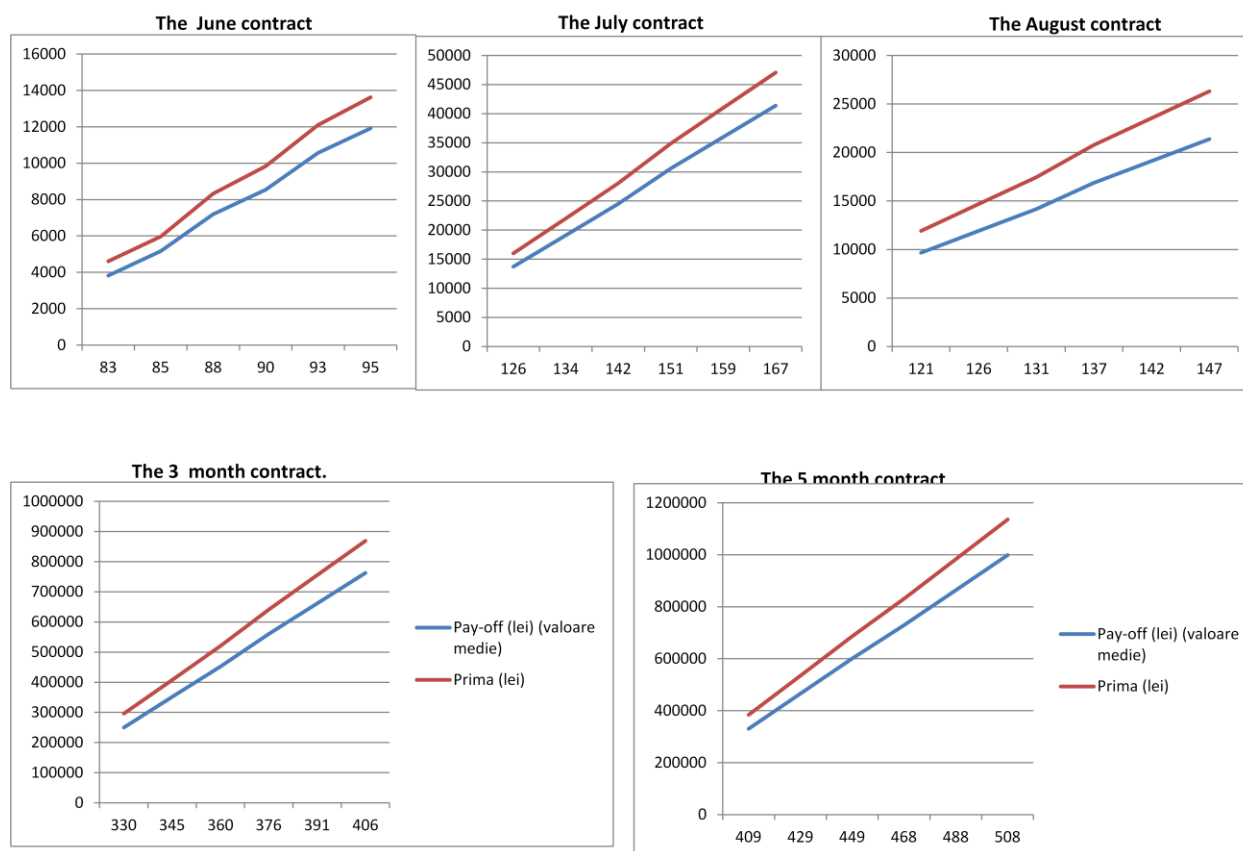 The June contract
16000
14000
12000
10000
8000
6000
4000
2000
0
83 85 88 90 93 95
The July contract
50000
45000
40000
35000
30000
25000
20000
15000
10000
5000
0
126 134 142 151 159 167
The August contract
30000
25000
20000
15000
10000
5000
0
121 126 131 137 142 147
The 3 month contract.
1000000
900000
800000
700000
600000
500000
400000
300000
200000
100000
0
330 345 360 376 391 406
Pay-off (lei) (valoare
medie)
Prima (lei)
The 5 month contract
1200000
1000000
800000
600000
400000
200000
0
409 429 449 468 488 508
Pay-off (lei) (valoare
medie)
Prima (lei)